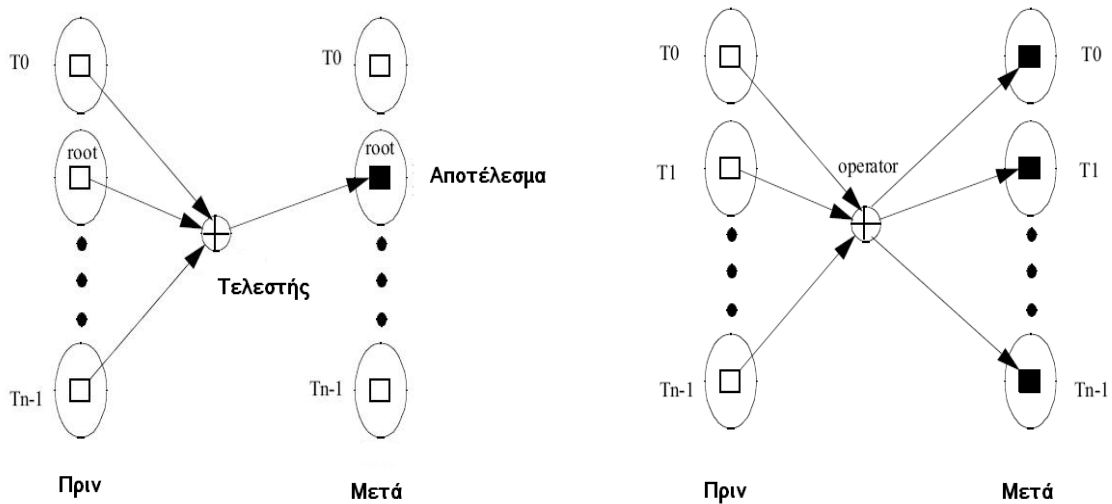 T0
T0
root
root
Αποτέλεσμα
Τελεστής
Tn-1
Tn-1
Πριν
Μετά
T0
T0
T1
operator
T1
Tn-1
Tn-1
Πριν
Μετά